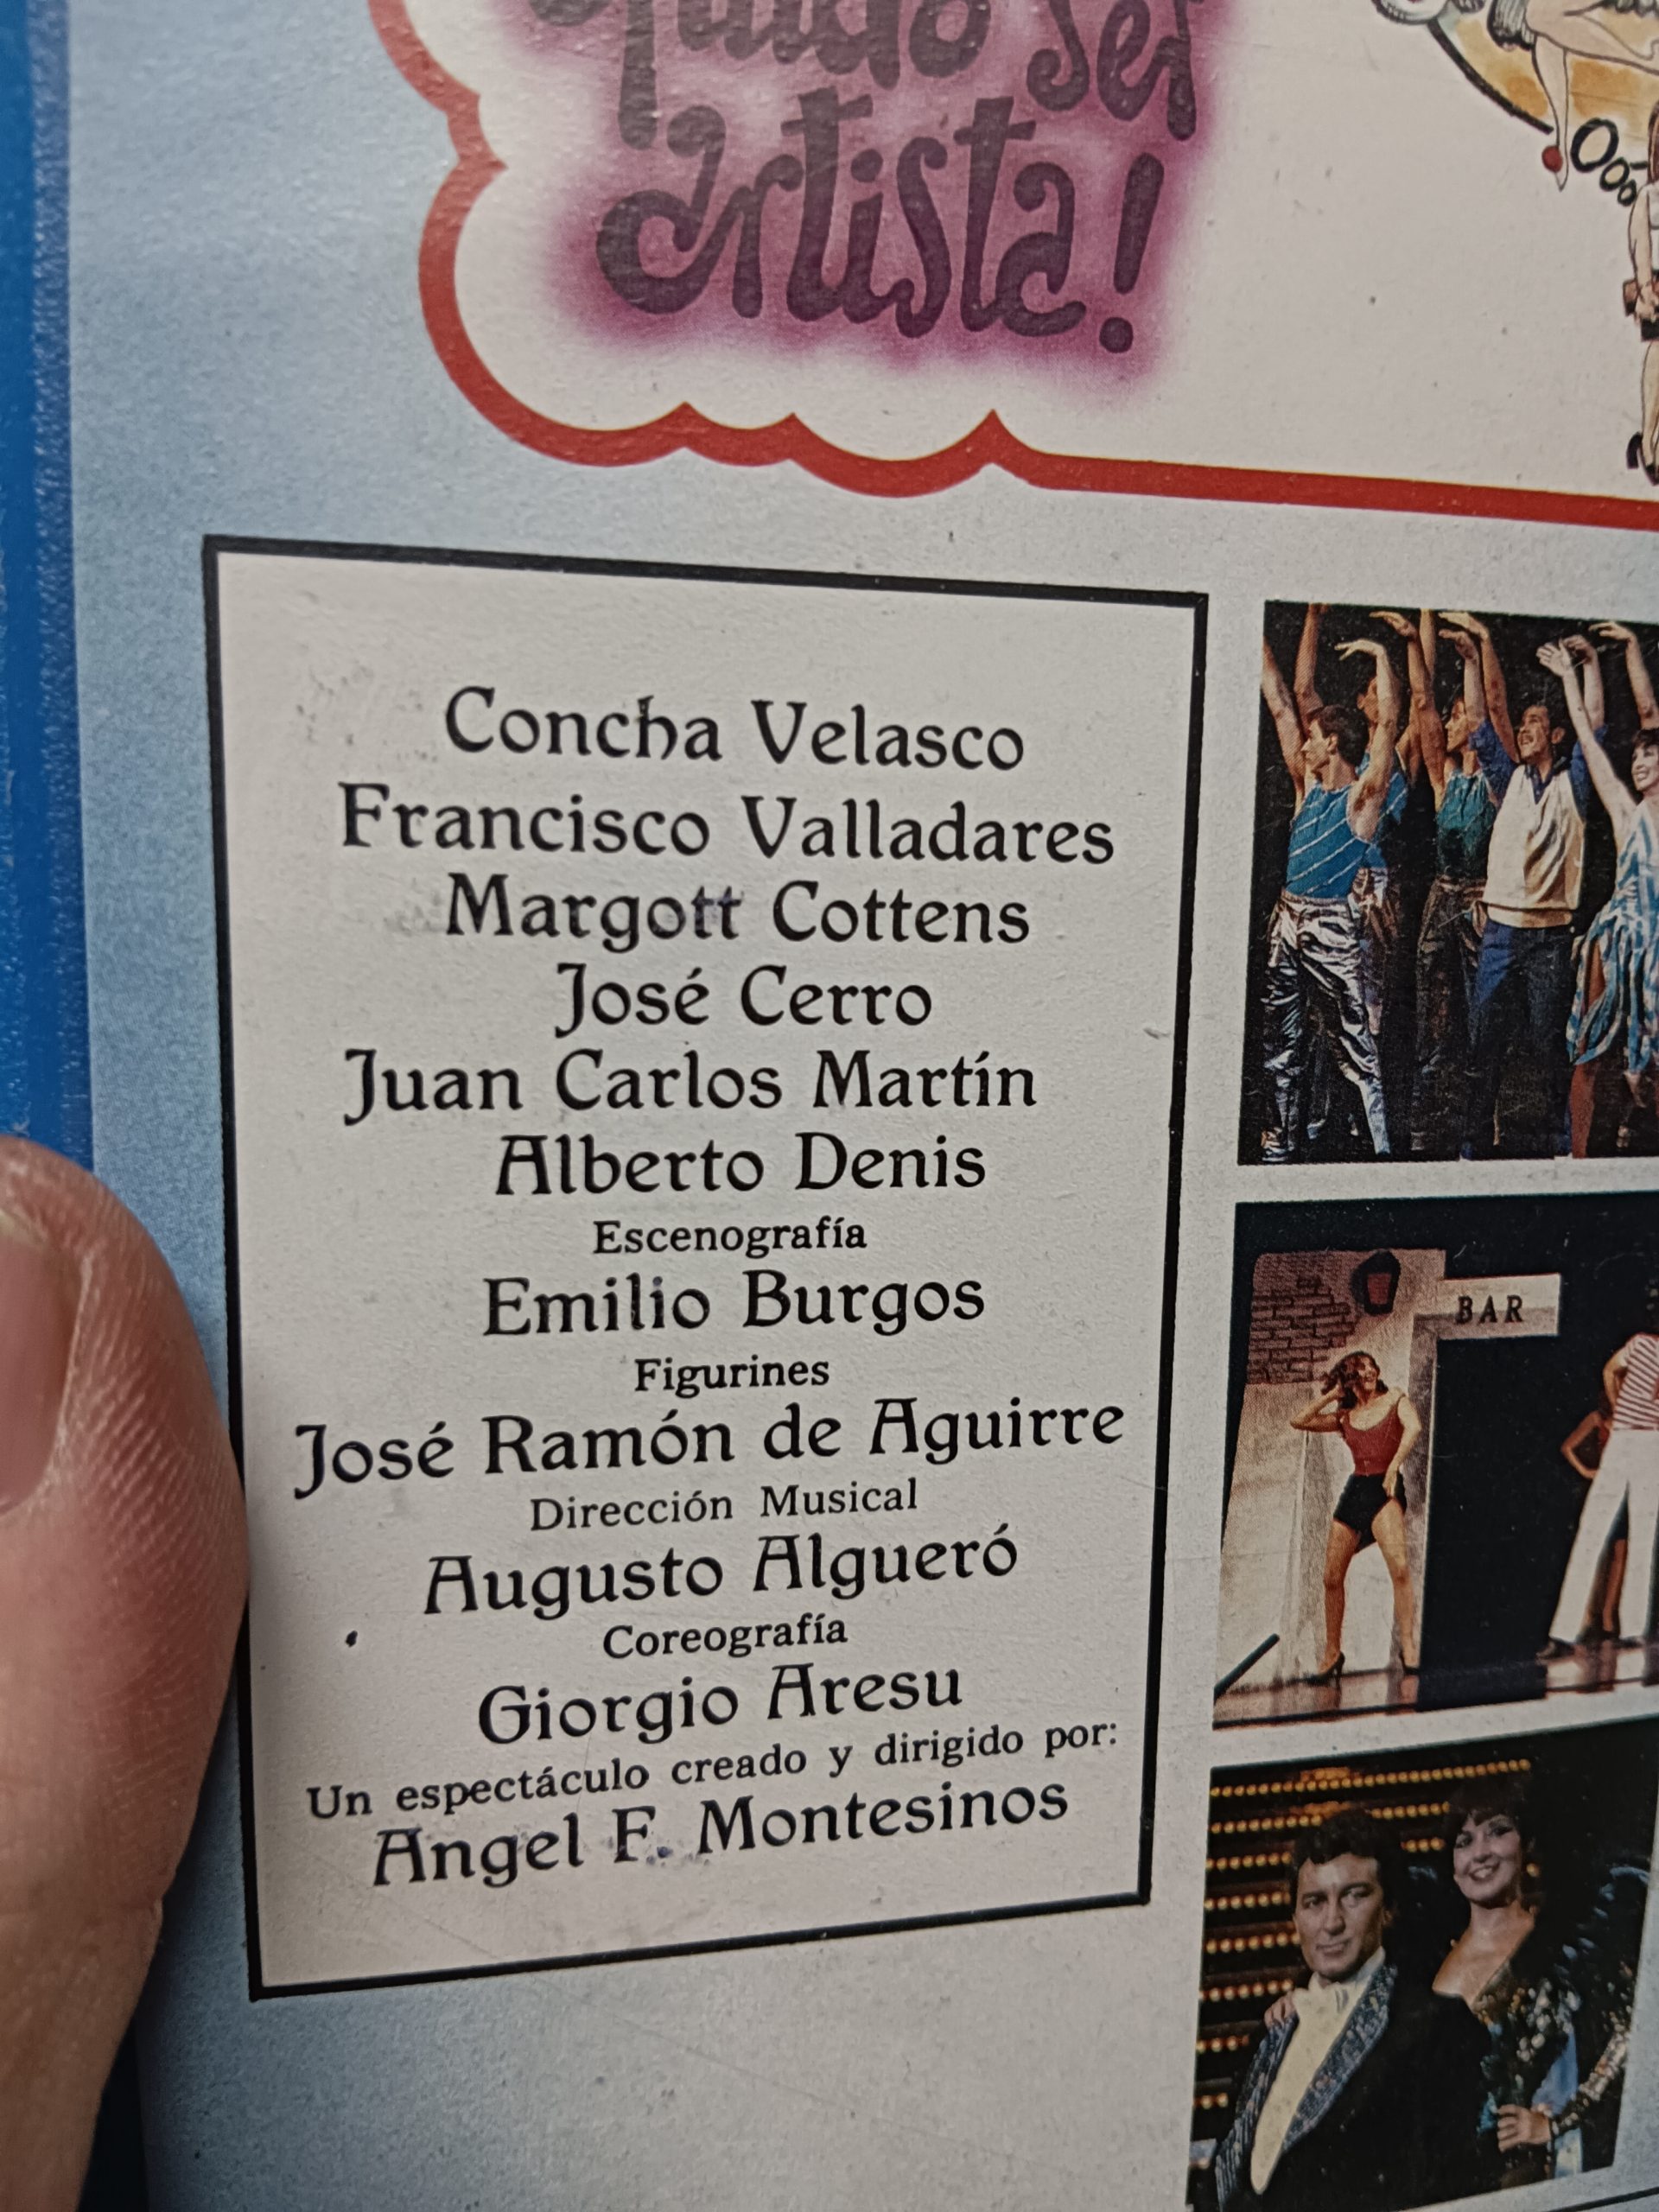 quiso ser
artista!
Concha Velasco
Francisco Valladares
Margott Cottens
José Cerro
Juan Carlos Martín
Alberto Denis
Escenografía
Emilio Burgos
Figurines
José Ramón de Aguirre
Dirección Musical
Augusto Algueró
Coreografía
Giorgio Aresu
Un espectáculo creado y dirigido por:
Angel F. Montesinos
BAR